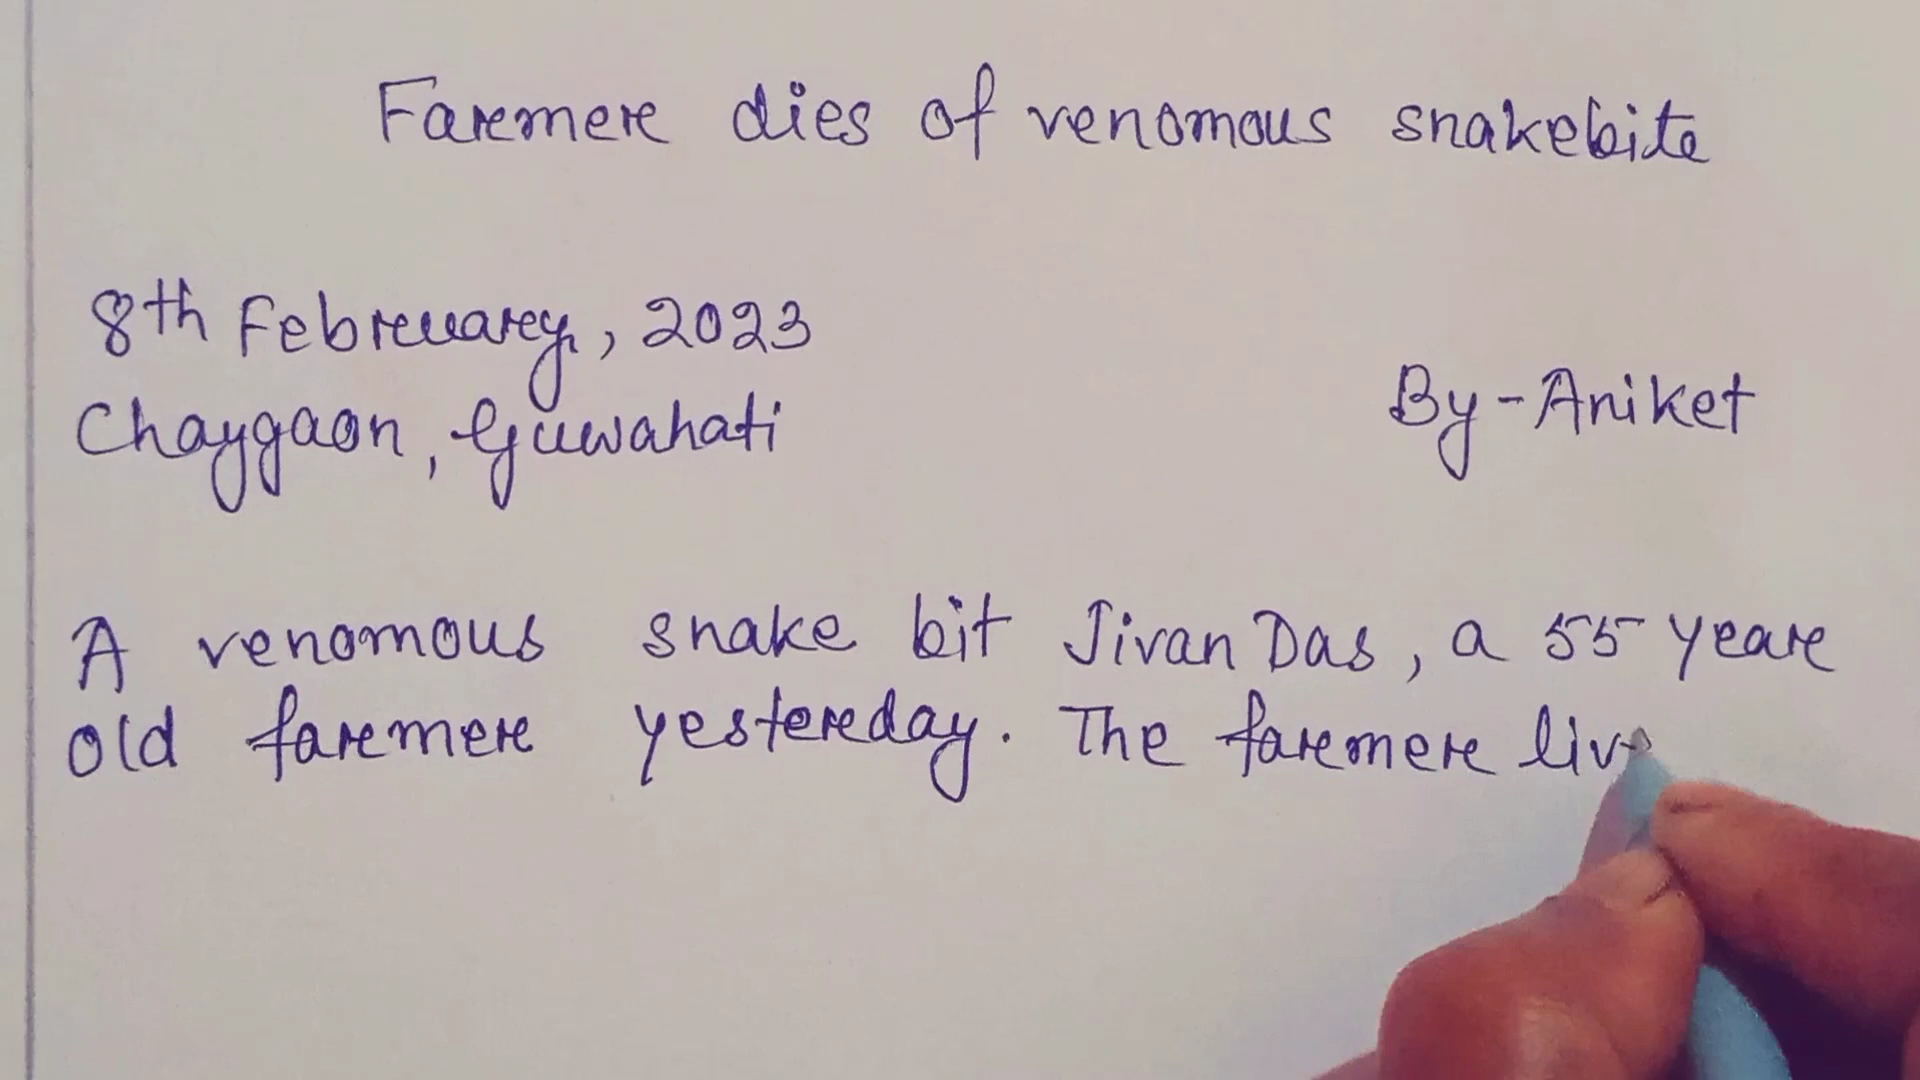 Farmer dies of venomous snakebite
8th February, 2023
Chaygaon, Guwahati
By-Aniket
A venomous snake bit Jivan Das, a 55 year
old farmer yesterday. The farmer liv